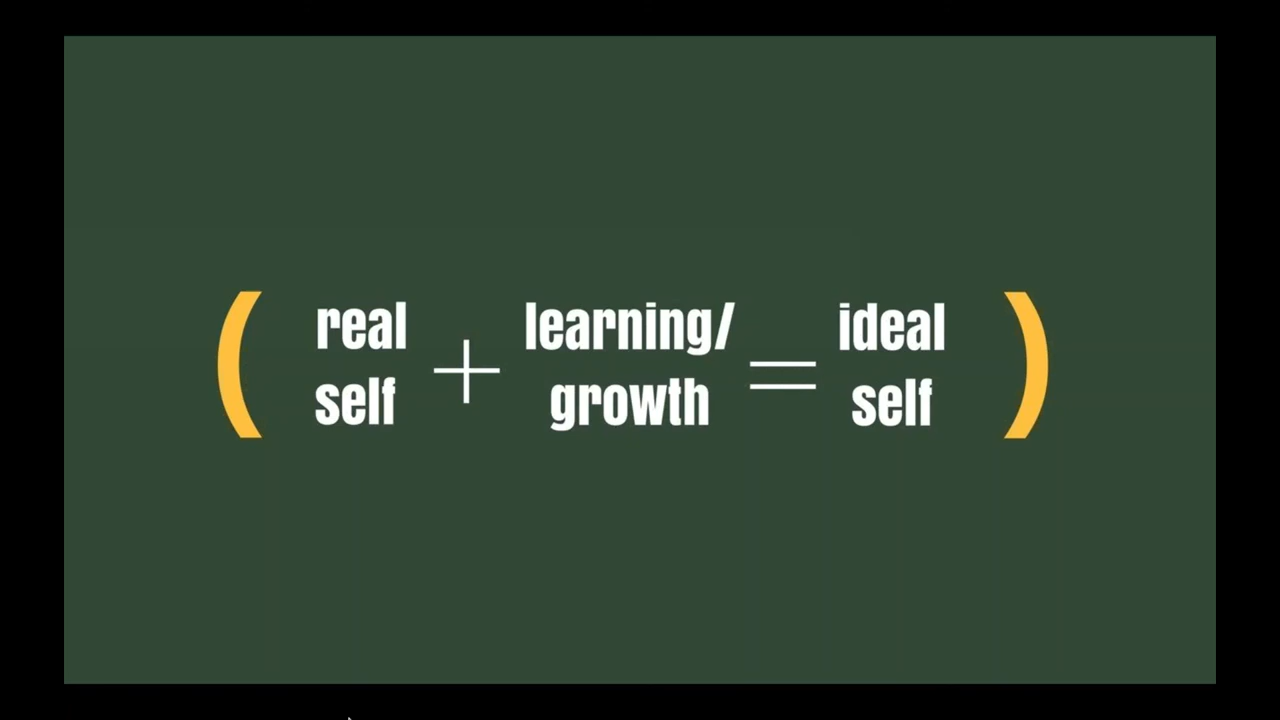 ( real self + learning/ growth = ideal self )